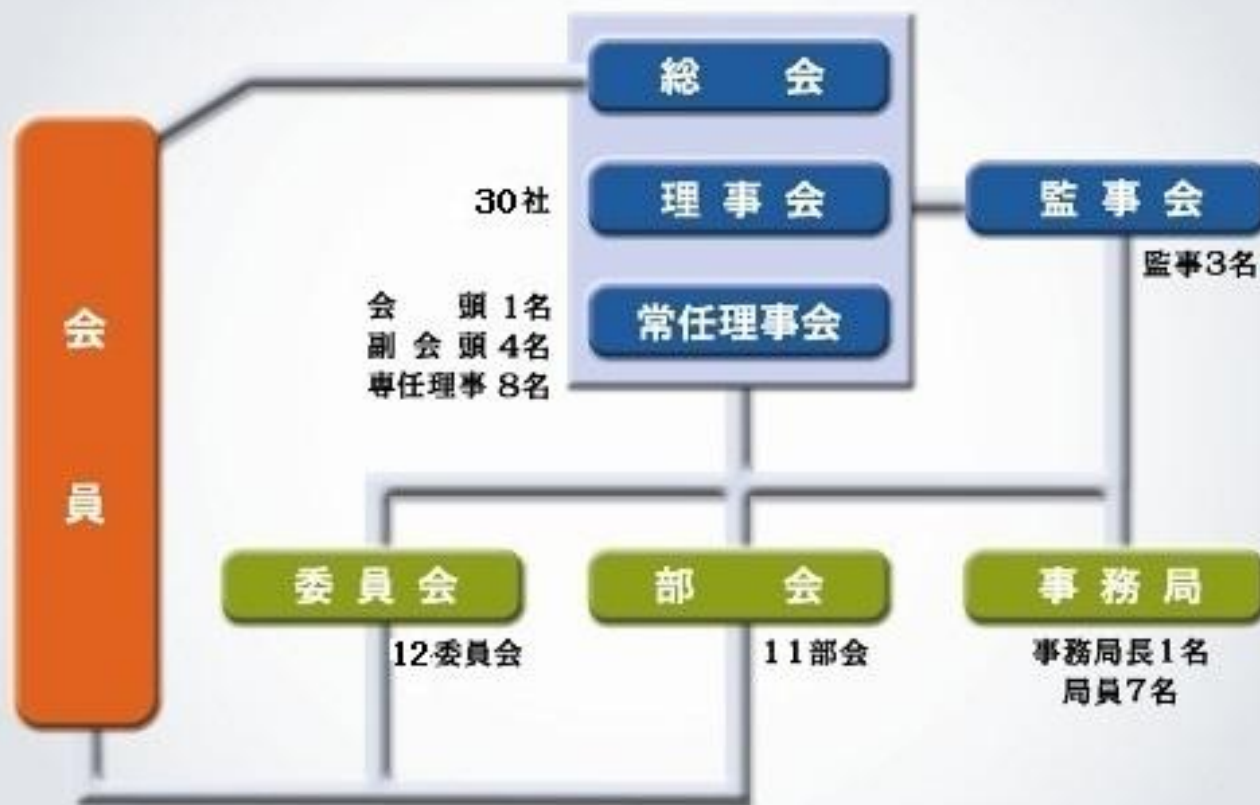 総会
30社
理事会
監事会
監事3名
会頭 1名
副会頭 4名
専任理事 8名
常任理事会
会員
委員会
部会
事務局
12委員会
11部会
事務局長1名
局員7名